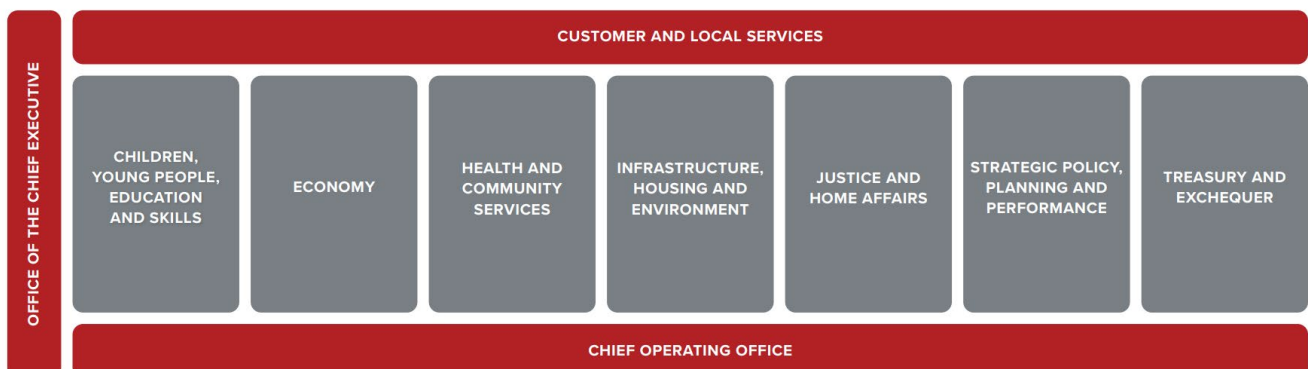 OFFICE OF THE CHIEF EXECUTIVE
CUSTOMER AND LOCAL SERVICES
CHILDREN,
YOUNG PEOPLE,
EDUCATION
AND SKILLS
ECONOMY
HEALTH AND
COMMUNITY
SERVICES
INFRASTRUCTURE,
HOUSING AND
ENVIRONMENT
JUSTICE AND
HOME AFFAIRS
STRATEGIC POLICY,
PLANNING AND
PERFORMANCE
TREASURY AND
EXCHEQUER
CHIEF OPERATING OFFICE